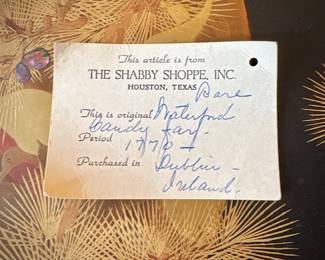 This article is from
THE SHABBY SHOPPE, INC.
HOUSTON, TEXAS
Base
This is original Waterford
Candy Jar-
Period 1770-
Purchased in Dublin-
Ireland.